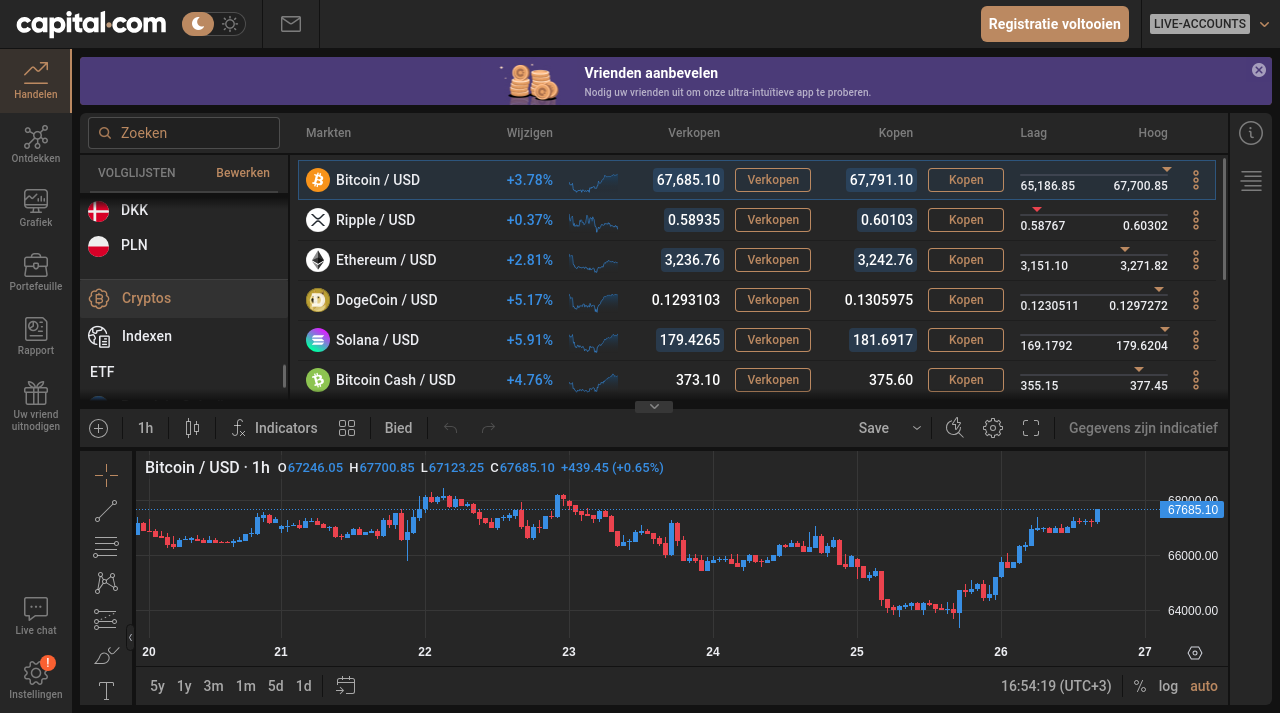 capital.com
Registratie voltooien
LIVE-ACCOUNTS
Handelen
Ontdekken
Grafiek
Portefeuille
Rapport
Uw vriend
uitnodigen
Live chat
!
Instellingen
Vrienden aanbevelen
Nodig uw vrienden uit om onze ultra-intuïtieve app te proberen.
Zoeken
VOLGLIJSTEN Bewerken
DKK
PLN
Cryptos
Indexen
ETF
Markten Wijzigen Verkopen Kopen Laag Hoog
Bitcoin / USD +3.78% 67,685.10 Verkopen 67,791.10 Kopen 65,186.85 67,700.85
Ripple / USD +0.37% 0.58935 Verkopen 0.60103 Kopen 0.58767 0.60302
Ethereum / USD +2.81% 3,236.76 Verkopen 3,242.76 Kopen 3,151.10 3,271.82
DogeCoin / USD +5.17% 0.1293103 Verkopen 0.1305975 Kopen 0.1230511 0.1297272
Solana / USD +5.91% 179.4265 Verkopen 181.6917 Kopen 169.1792 179.6204
Bitcoin Cash / USD +4.76% 373.10 Verkopen 375.60 Kopen 355.15 377.45
1h Indicators Bied Save Gegevens zijn indicatief
Bitcoin / USD · 1h O67246.05 H67700.85 L67123.25 C67685.10 +439.45 (+0.65%)
68000.00
67685.10
66000.00
64000.00
20 21 22 23 24 25 26 27
5y 1y 3m 1m 5d 1d 16:54:19 (UTC+3) % log auto